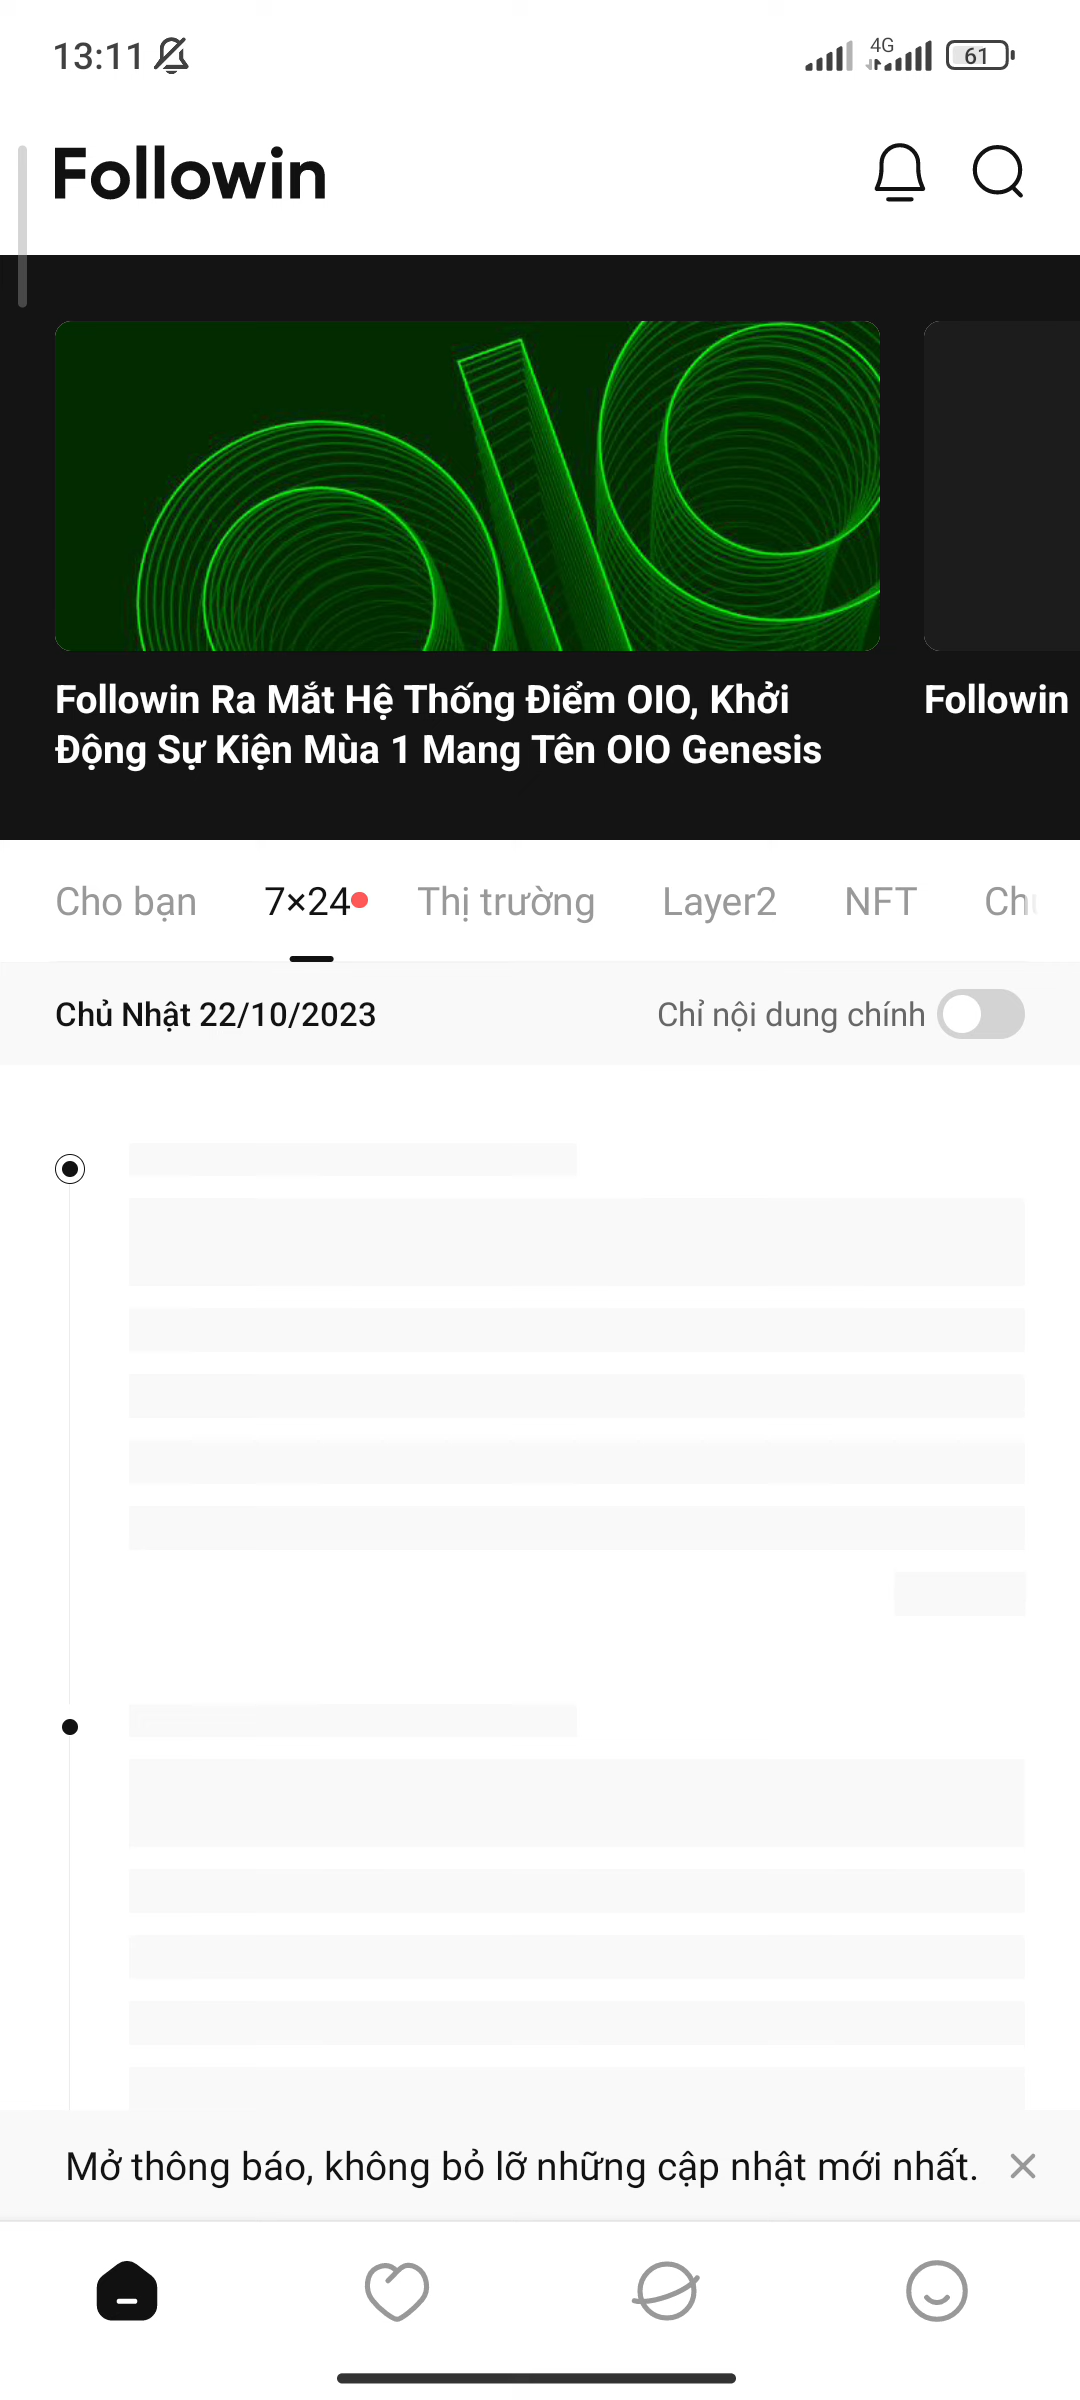 13:11
4G
61
Followin
Followin Ra Mắt Hệ Thống Điểm OIO, Khởi
Động Sự Kiện Mùa 1 Mang Tên OIO Genesis
Followin
Cho bạn 7×24 Thị trường Layer2 NFT
Chủ Nhật 22/10/2023
Chỉ nội dung chính
Mở thông báo, không bỏ lỡ những cập nhật mới nhất.